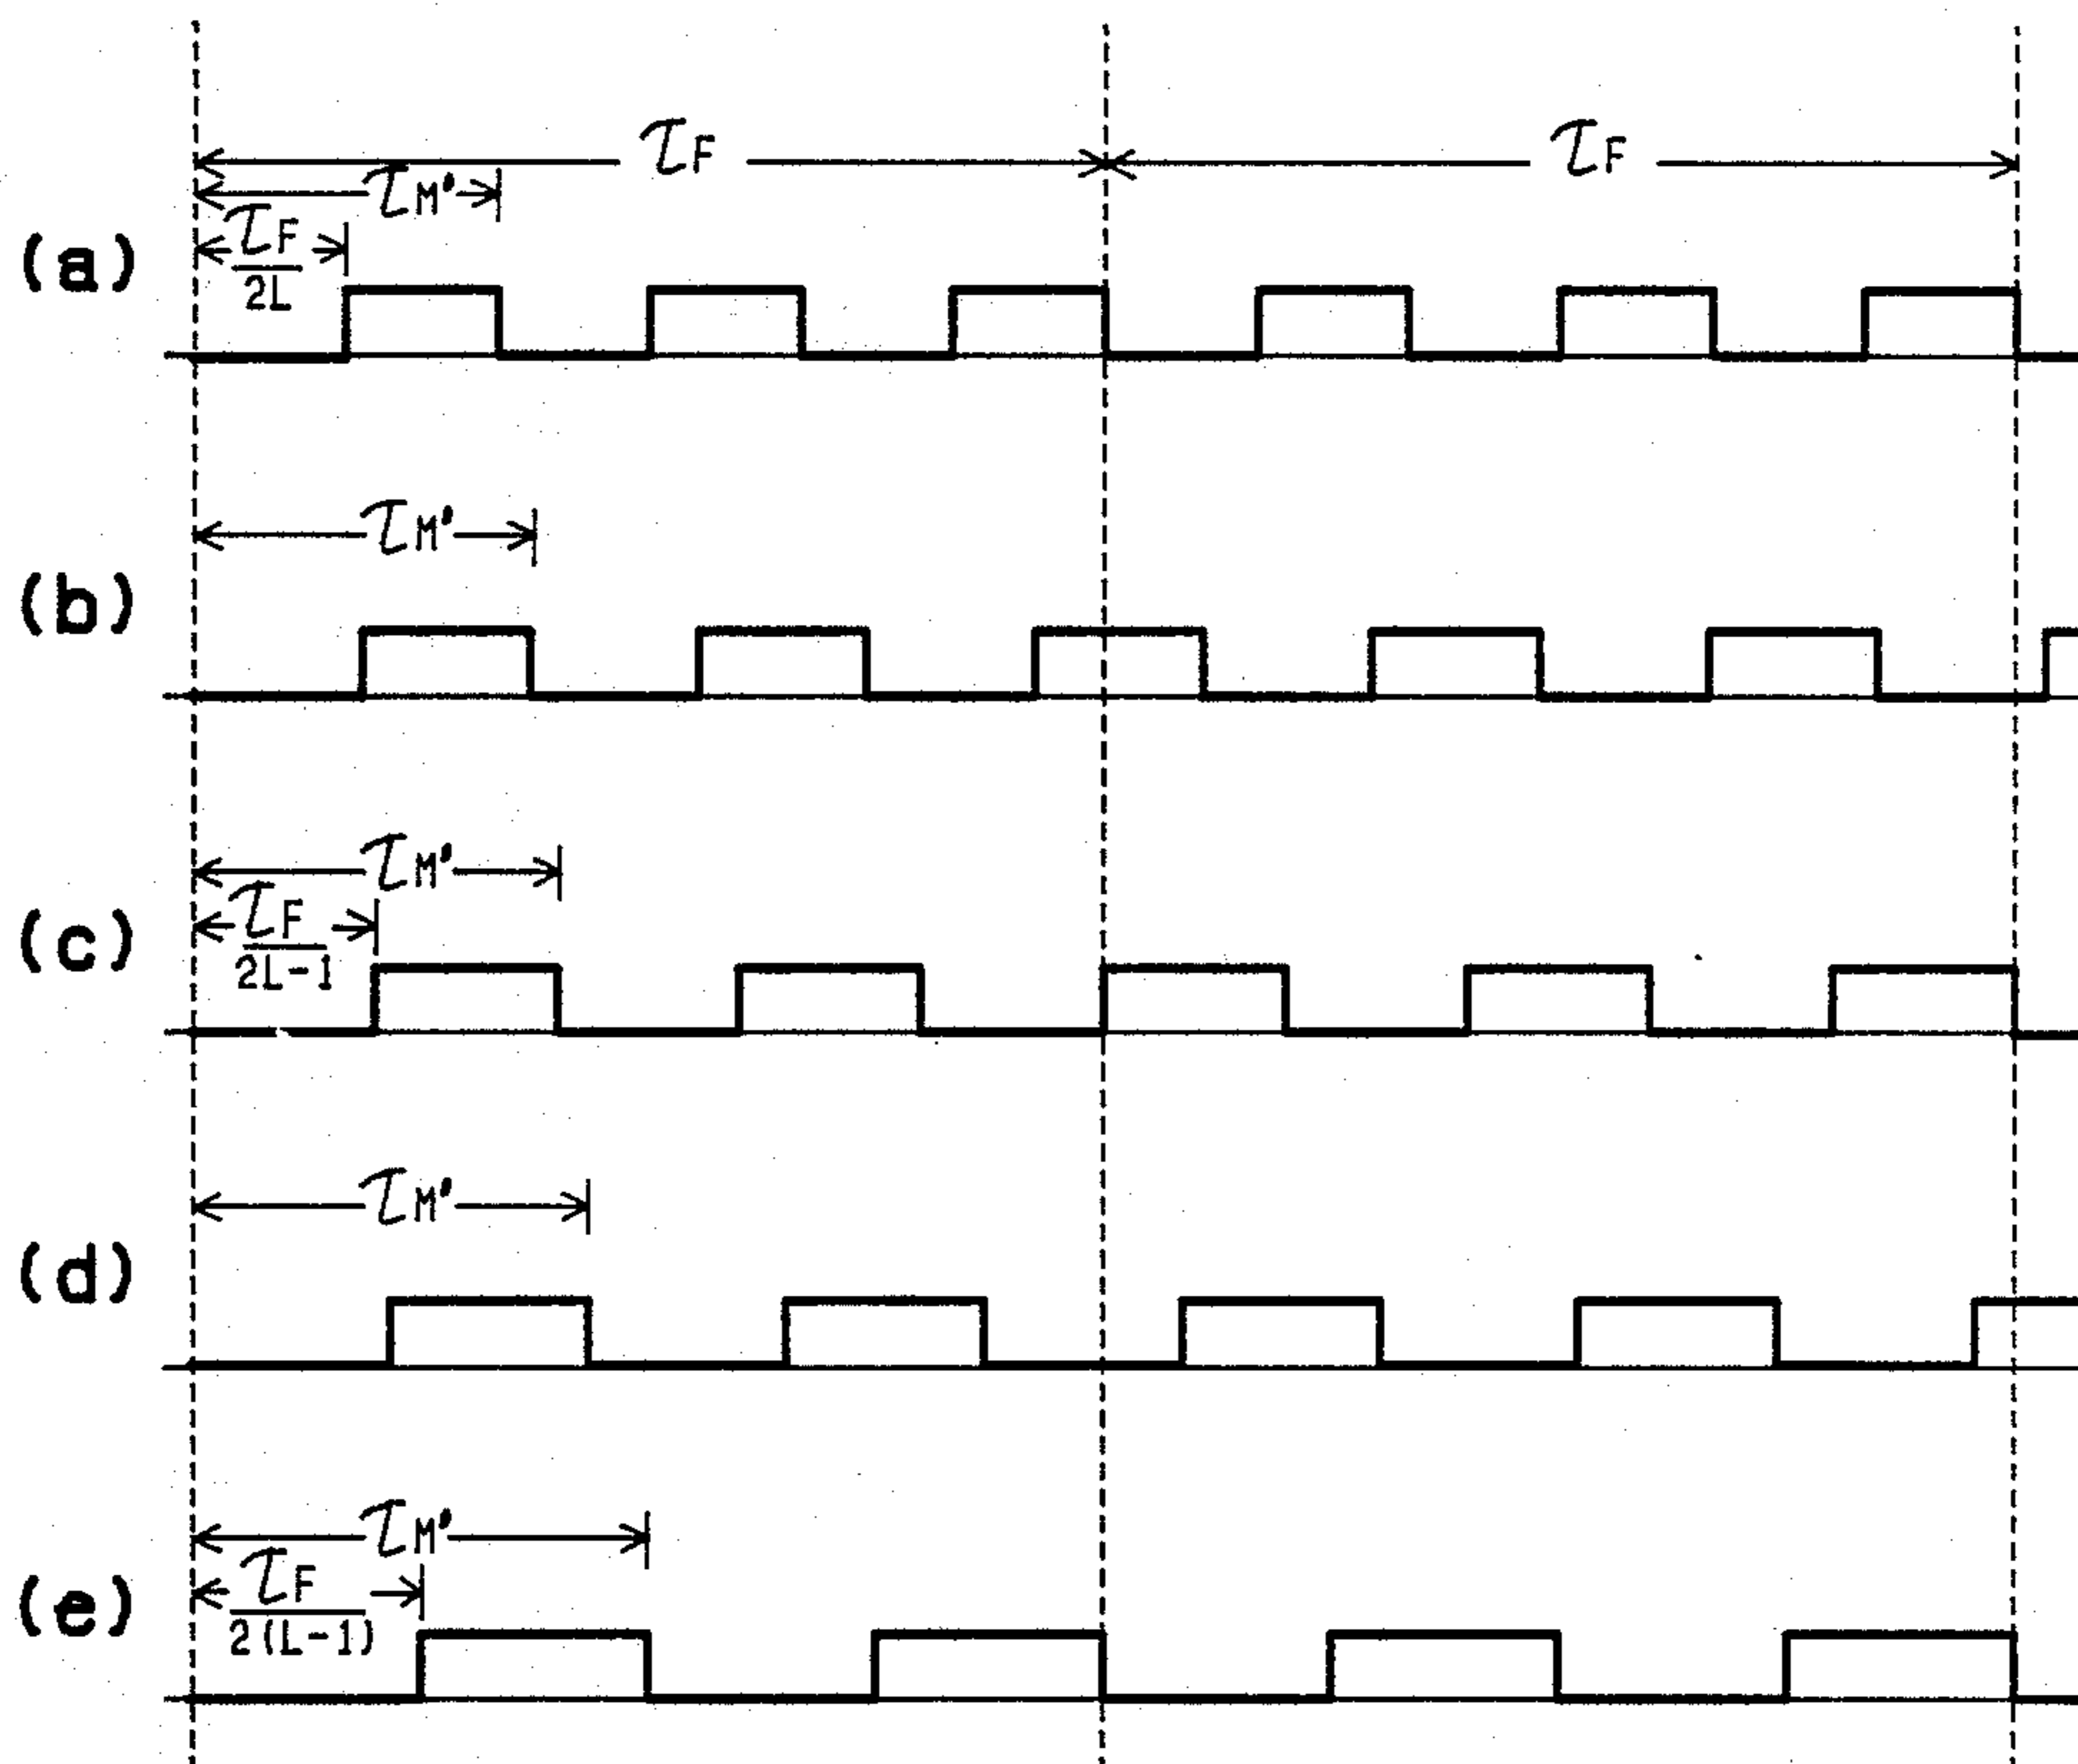 τF τF
τM'
(a) τF
2L
τM'
(b)
τM'
(c) τF
2L-1
τM'
(d)
τM'
(e) τF
2(L-1)